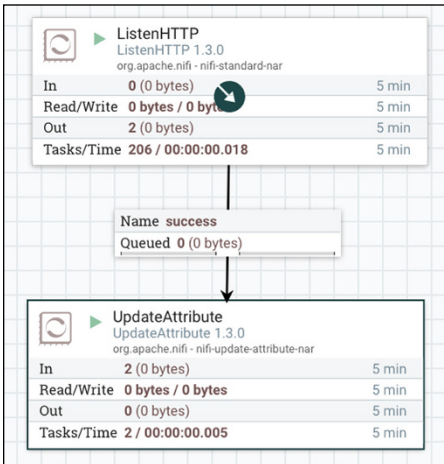 ListenHTTP
ListenHTTP 1.3.0
org.apache.nifi - nifi-standard-nar
In 0 (0 bytes) 5 min
Read/Write 0 bytes / 0 5 min
Out 2 (0 bytes) 5 min
Tasks/Time 206 / 00:00:00.018 5 min
Name success
Queued 0 (0 bytes)
UpdateAttribute
UpdateAttribute 1.3.0
org.apache.nifi - nifi-update-attribute-nar
In 2 (0 bytes) 5 min
Read/Write 0 bytes / 0 bytes 5 min
Out 0 (0 bytes) 5 min
Tasks/Time 2 / 00:00:00.005 5 min